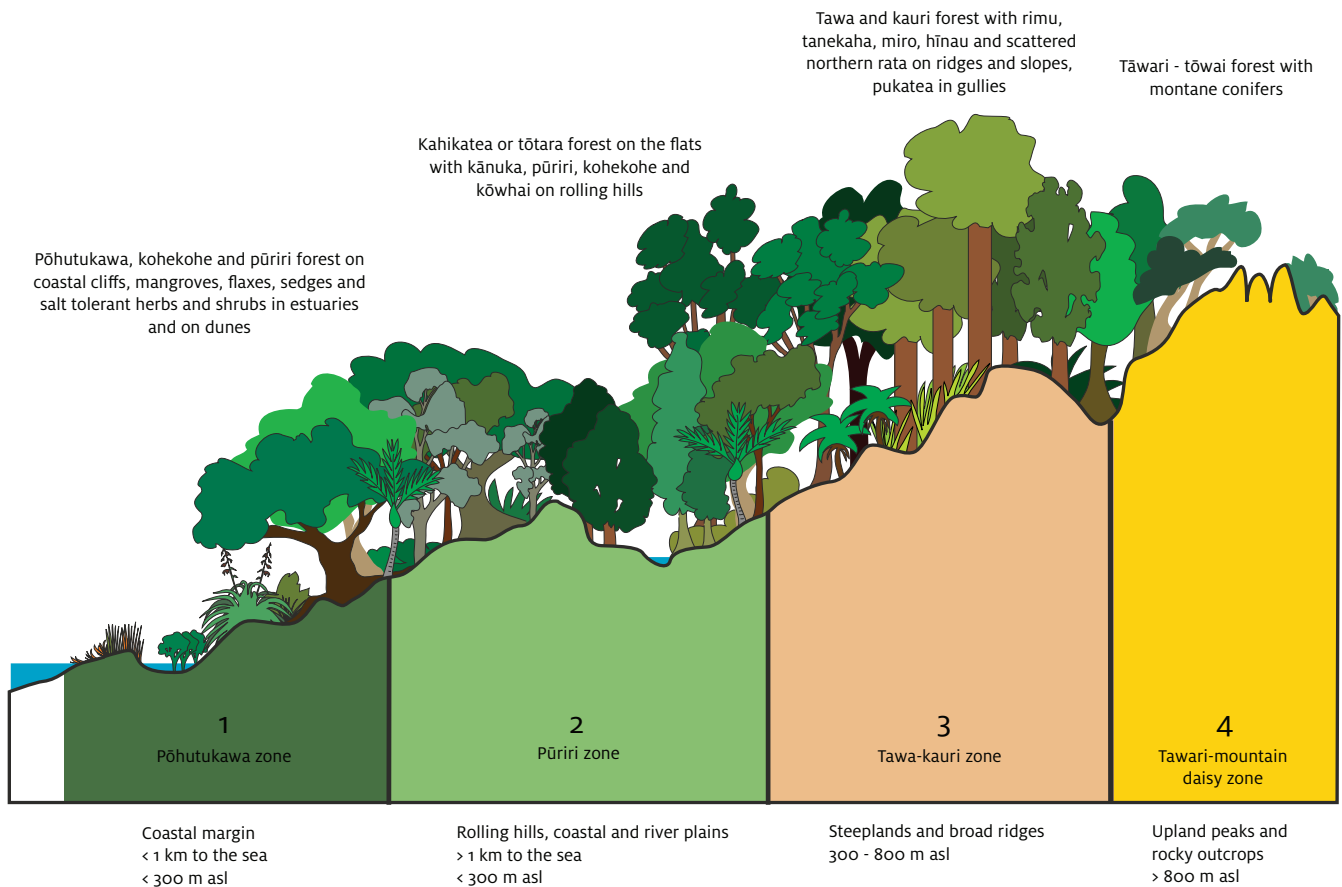 Tawa and kauri forest with rimu,
tanekaha, miro, hīnau and scattered
northern rata on ridges and slopes,
pukatea in gullies
Tāwari - tōwai forest with
montane conifers
Kahikatea or tōtara forest on the flats
with kānuka, pūriri, kohekohe and
kōwhai on rolling hills
Pōhutukawa, kohekohe and pūriri forest on
coastal cliffs, mangroves, flaxes, sedges and
salt tolerant herbs and shrubs in estuaries
and on dunes
1
Pōhutukawa zone
2
Pūriri zone
3
Tawa-kauri zone
4
Tawari-mountain
daisy zone
Coastal margin
< 1 km to the sea
< 300 m asl
Rolling hills, coastal and river plains
> 1 km to the sea
< 300 m asl
Steeplands and broad ridges
300 - 800 m asl
Upland peaks and
rocky outcrops
> 800 m asl